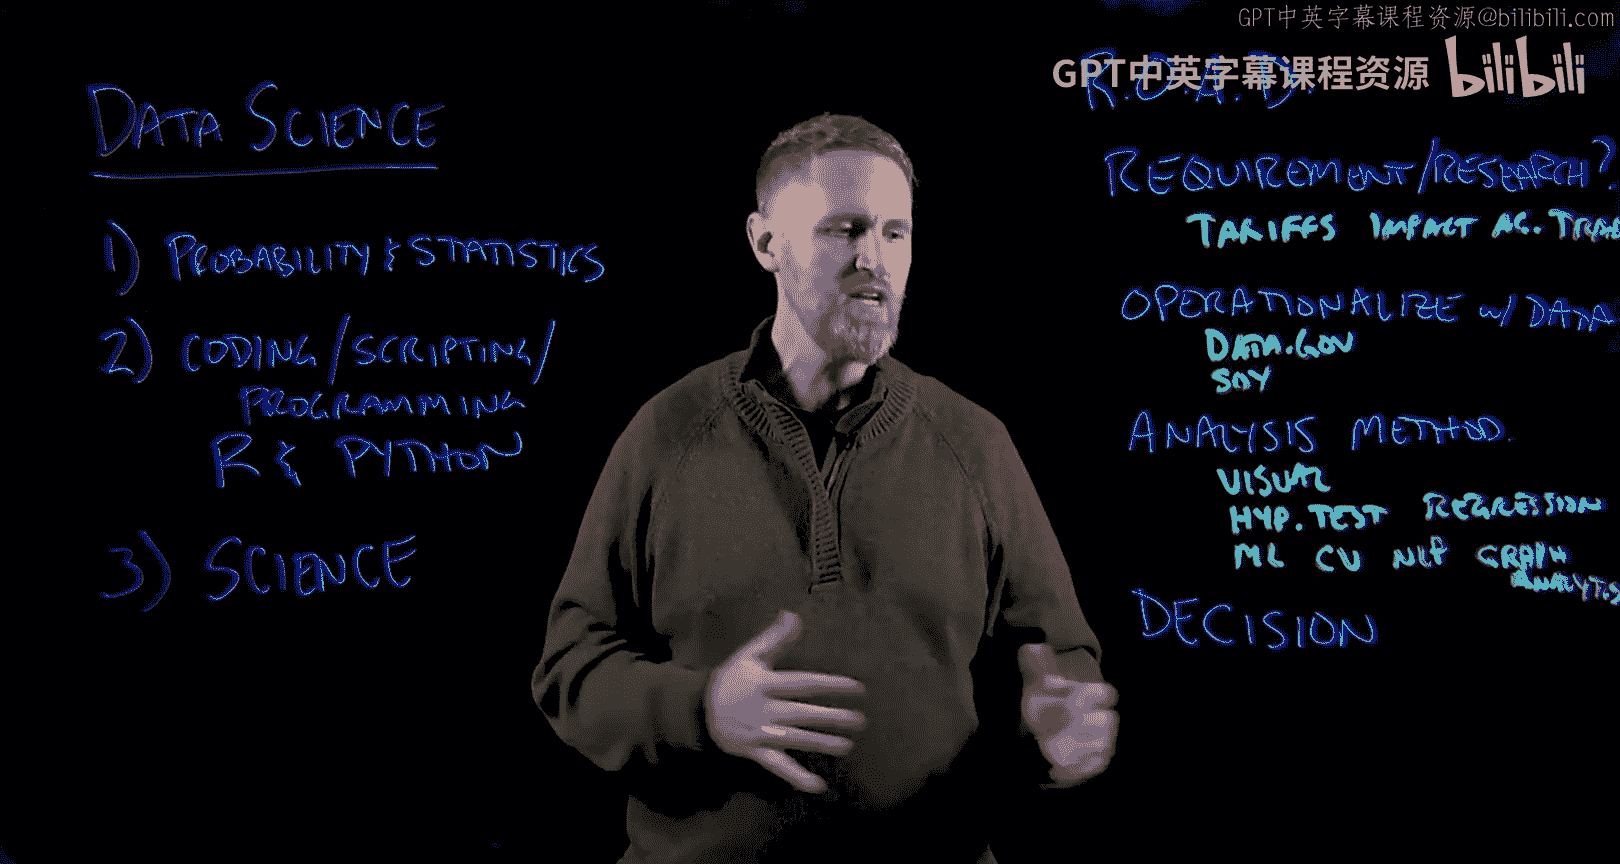 GPT中英字幕课程资源@bilibili.com
GPT中英字幕课程资源 bilibili
DATA SCIENCE
1) PROBABILITY & STATISTICS
2) CODING/SCRIPTING/
PROGRAMMING
R & PYTHON
3) SCIENCE
R.O.A.D.
REQUIREMENT/RESEARCH?
TARIFFS IMPACT AG. TRADE
OPERATIONALIZE w/ DATA
DATA.GOV
SOY
ANALYSIS METHOD.
VISUAL
HYP. TEST REGRESSION
ML CV NLP GRAPH
ANALYTICS
DECISION